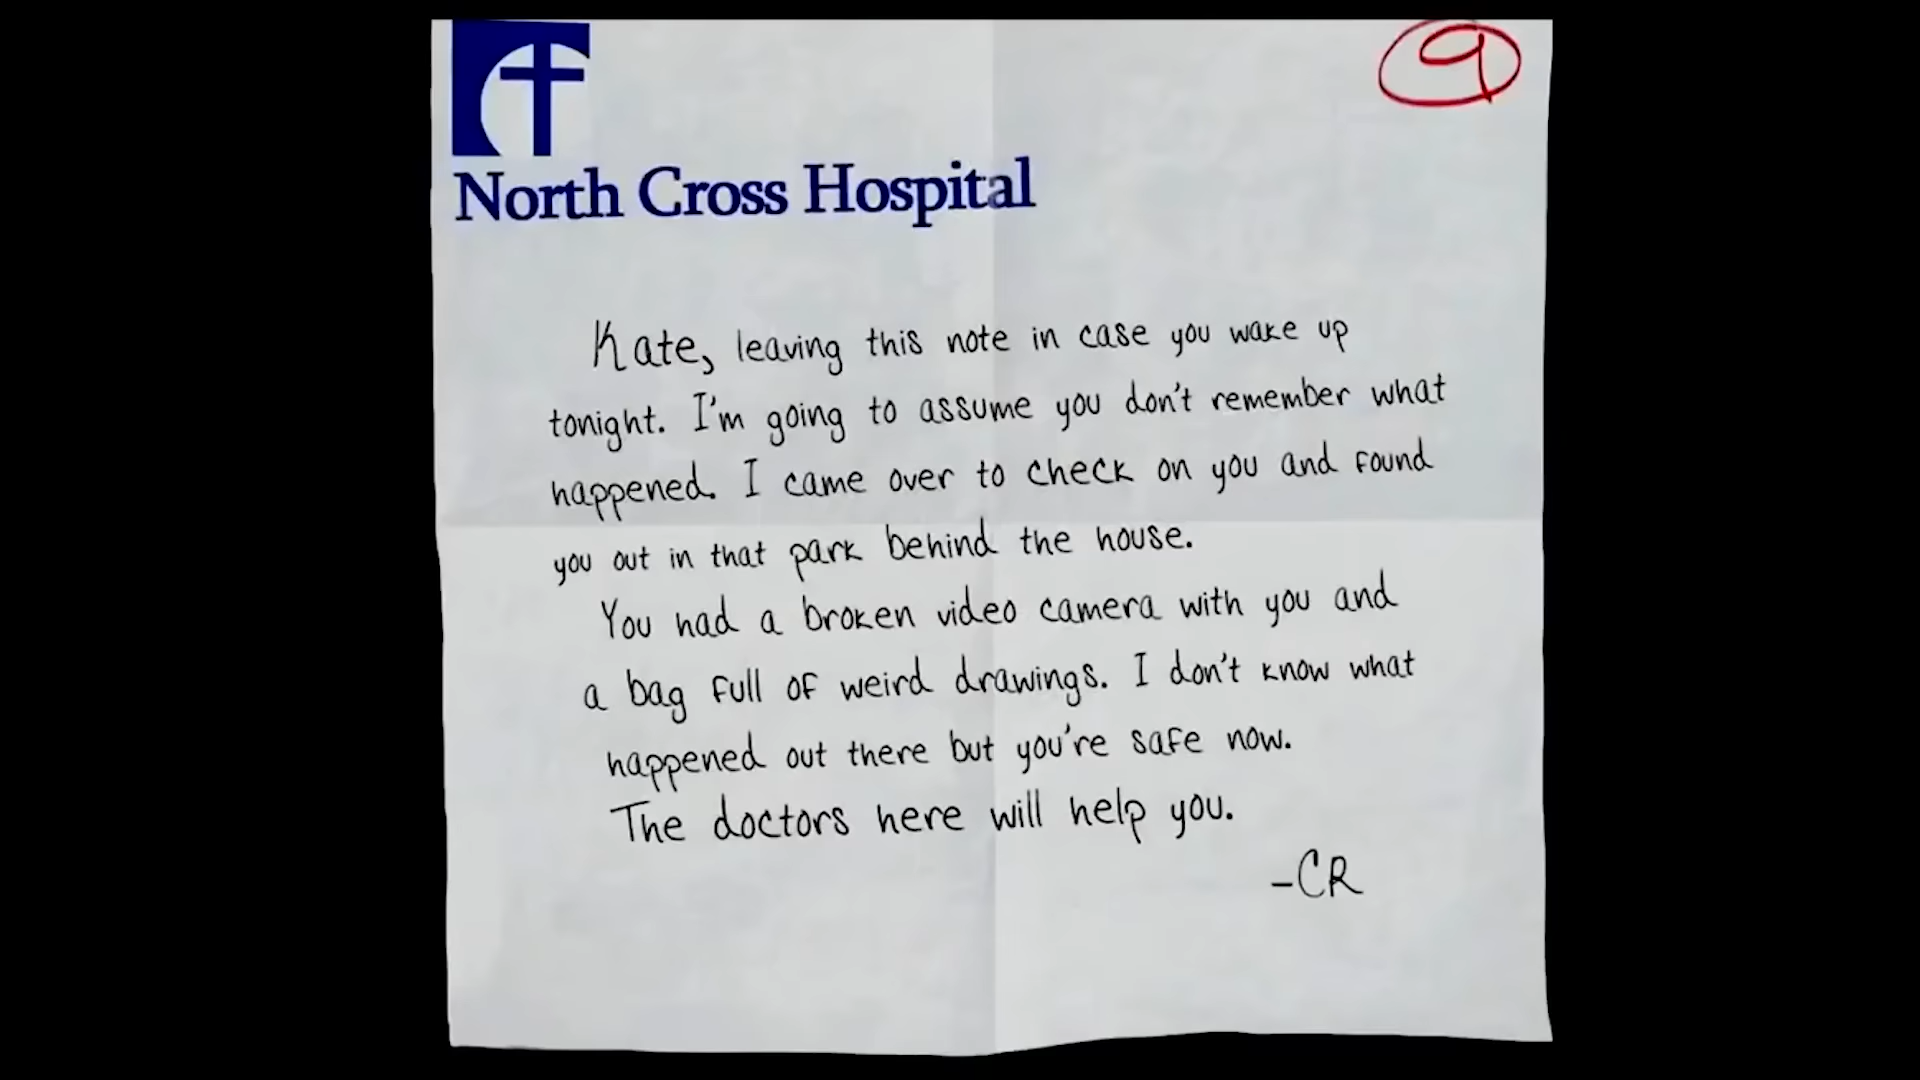 9
North Cross Hospital
Kate, leaving this note in case you wake up
tonight. I'm going to assume you don't remember what
happened. I came over to check on you and found
you out in that park behind the house.
You had a broken video camera with you and
a bag full of weird drawings. I don't know what
happened out there but you're safe now.
The doctors here will help you.
-CR